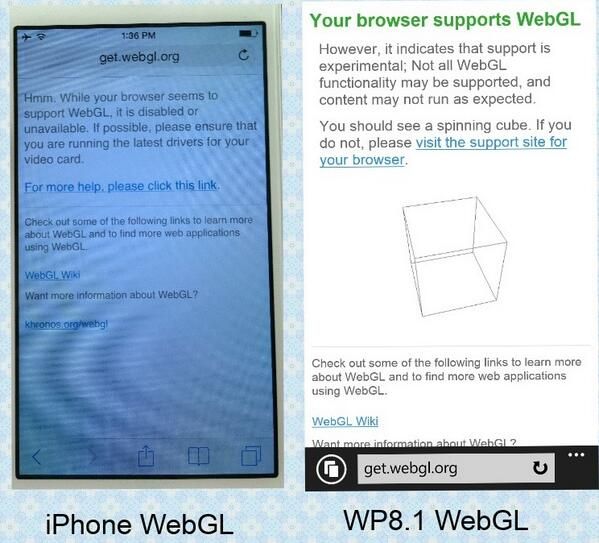 1:36 PM
get.webgl.org
Hmm. While your browser seems to
support WebGL, it is disabled or
unavailable. If possible, please ensure that
you are running the latest drivers for your
video card.
For more help, please click this link.
Check out some of the following links to learn more
about WebGL and to find more web applications
using WebGL.
WebGL Wiki
Want more information about WebGL?
khronos.org/webgl
iPhone WebGL
Your browser supports WebGL
However, it indicates that support is
experimental; Not all WebGL
functionality may be supported, and
content may not run as expected.
You should see a spinning cube. If you
do not, please visit the support site for
your browser.
Check out some of the following links to learn more
about WebGL and to find more web applications
using WebGL.
WebGL Wiki
Want more information about WebGL?
get.webgl.org
WP8.1 WebGL